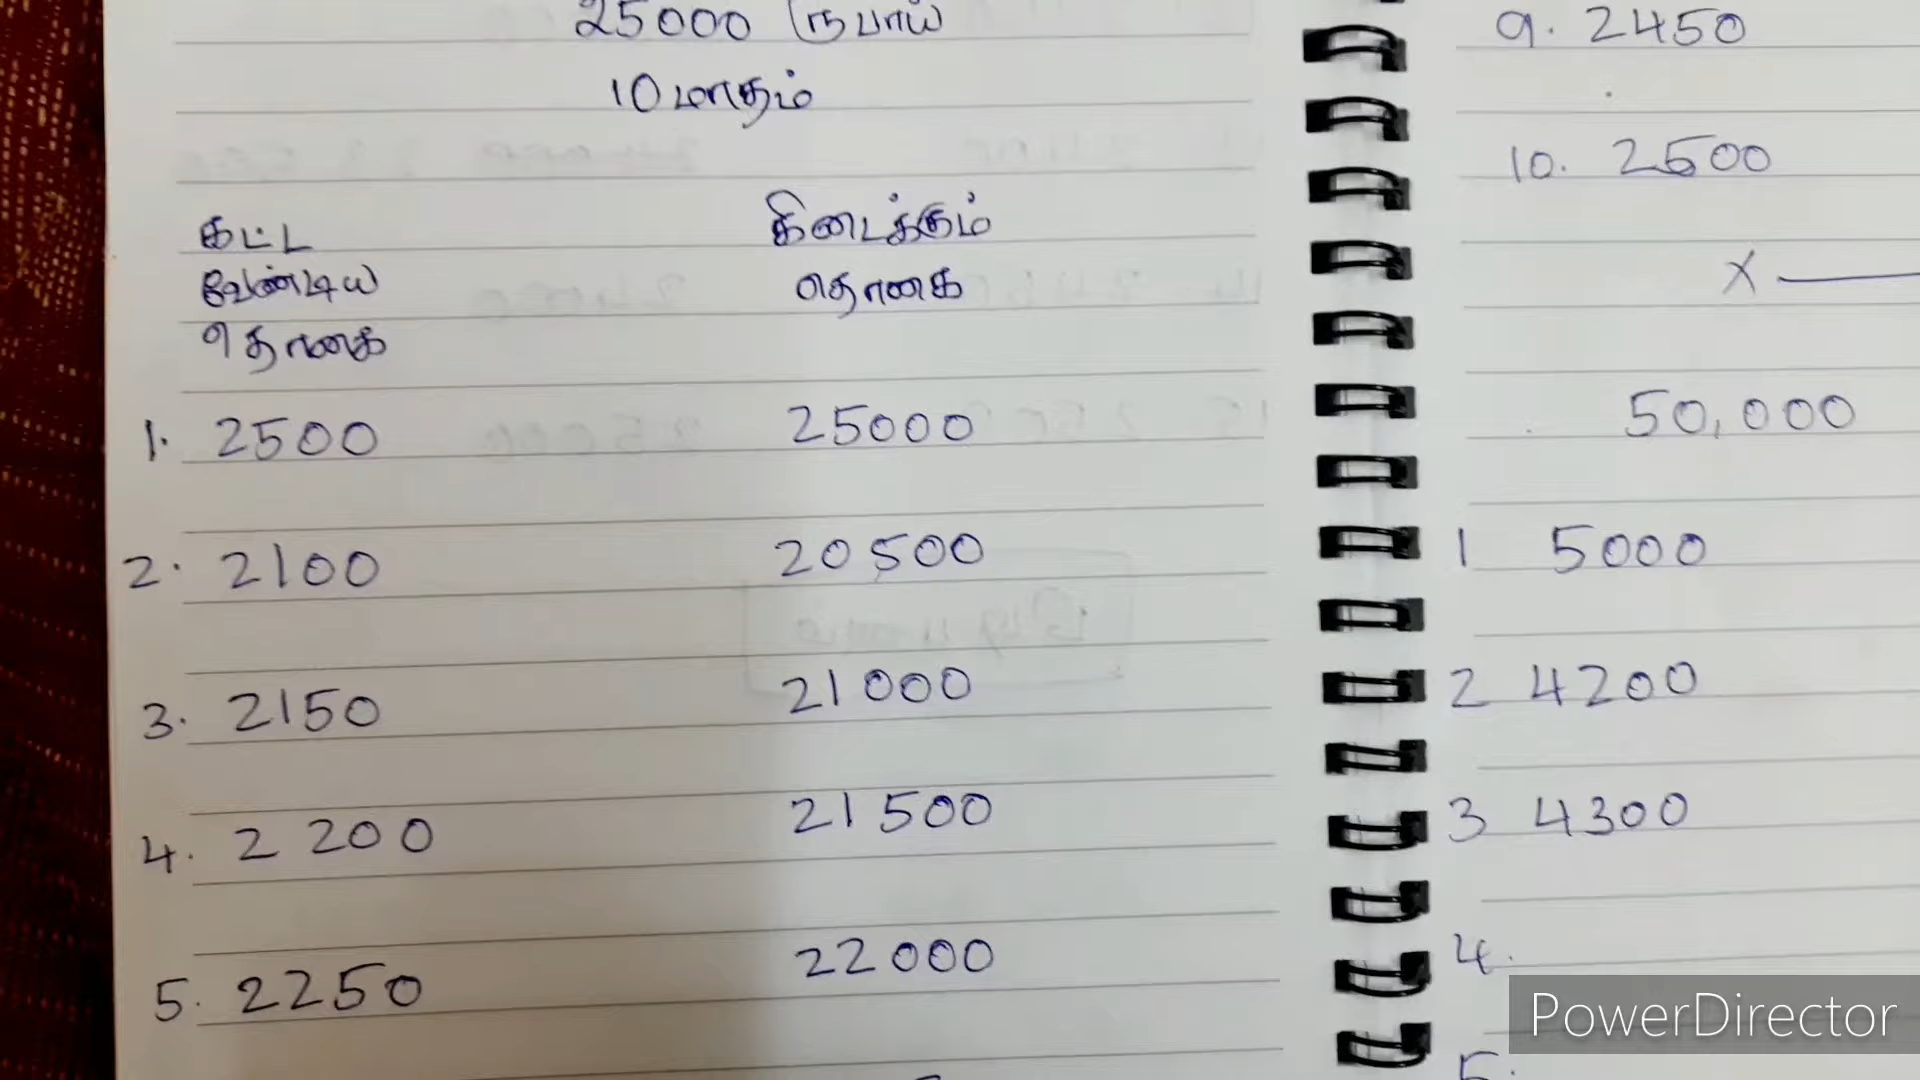 25000 ரூபாய்
10 மாதம்
கட்ட
வேண்டிய
தொகை
கிடைக்கும்
தொகை
1. 2500 25000
2. 2100 20500
3. 2150 21000
4. 2200 21500
5. 2250 22000
9. 2450
10. 2500
x
50,000
1 5000
2 4200
3 4300
4.
5.
PowerDirector